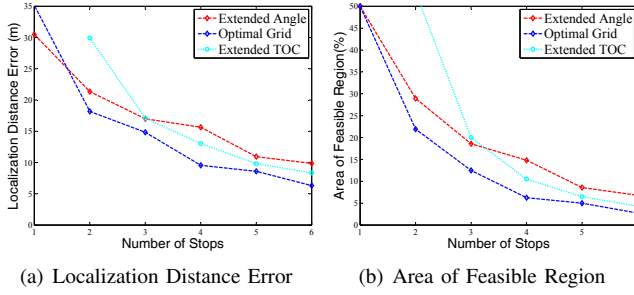 Localization Distance Error (m)
35
30
25
20
15
10
5
0
1
2
3
4
5
6
Number of Stops
Extended Angle
Optimal Grid
Extended TOC
(a) Localization Distance Error
Area of Feasible Region(%)
50
45
40
35
30
25
20
15
10
5
0
1
2
3
4
5
Number of Stops
Extended Angle
Optimal Grid
Extended TOC
(b) Area of Feasible Region